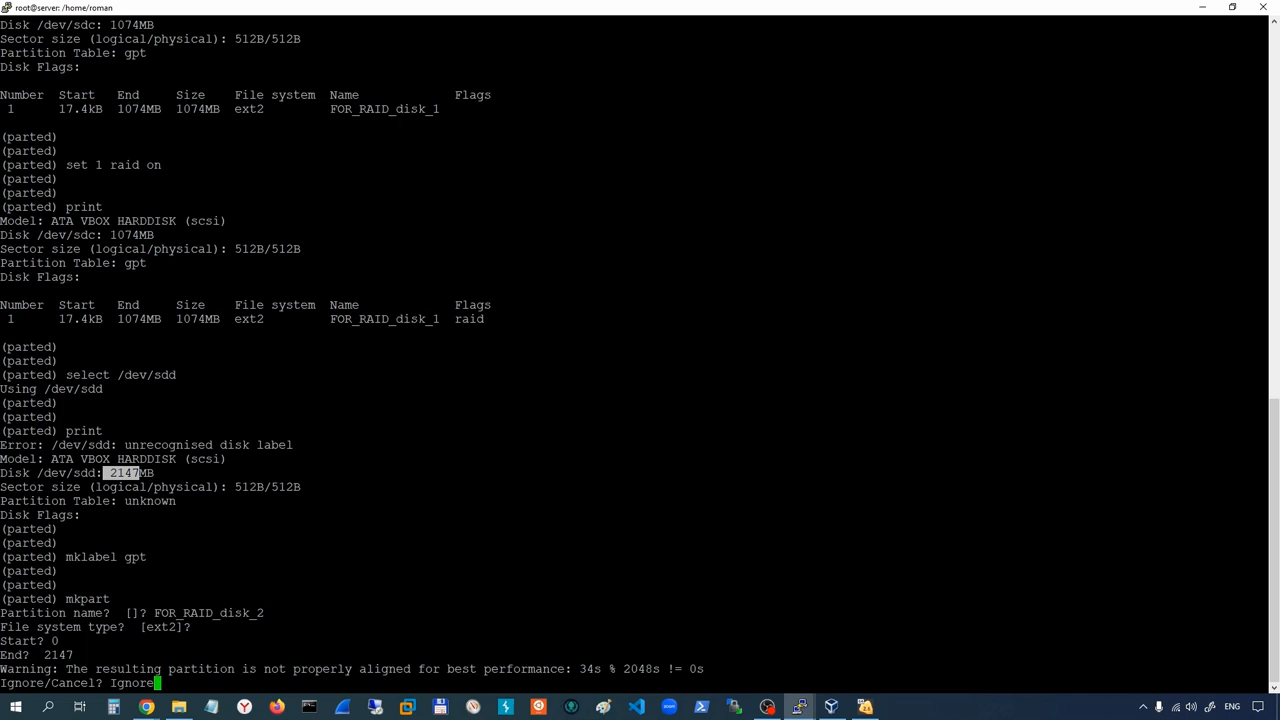 root@server: /home/roman
Disk /dev/sdc: 1074MB
Sector size (logical/physical): 512B/512B
Partition Table: gpt
Disk Flags:
Number  Start   End     Size    File system  Name             Flags
 1      17.4kB  1074MB  1074MB  ext2         FOR_RAID_disk_1
(parted)
(parted)
(parted) set 1 raid on
(parted)
(parted)
(parted) print
Model: ATA VBOX HARDDISK (scsi)
Disk /dev/sdc: 1074MB
Sector size (logical/physical): 512B/512B
Partition Table: gpt
Disk Flags:
Number  Start   End     Size    File system  Name             Flags
 1      17.4kB  1074MB  1074MB  ext2         FOR_RAID_disk_1  raid
(parted)
(parted)
(parted) select /dev/sdd
Using /dev/sdd
(parted)
(parted)
(parted) print
Error: /dev/sdd: unrecognised disk label
Model: ATA VBOX HARDDISK (scsi)
Disk /dev/sdd: 2147MB
Sector size (logical/physical): 512B/512B
Partition Table: unknown
Disk Flags:
(parted)
(parted)
(parted) mklabel gpt
(parted)
(parted)
(parted) mkpart
Partition name?  []? FOR_RAID_disk_2
File system type?  [ext2]?
Start? 0
End?  2147
Warning: The resulting partition is not properly aligned for best performance: 34s % 2048s != 0s
Ignore/Cancel? Ignore
ENG